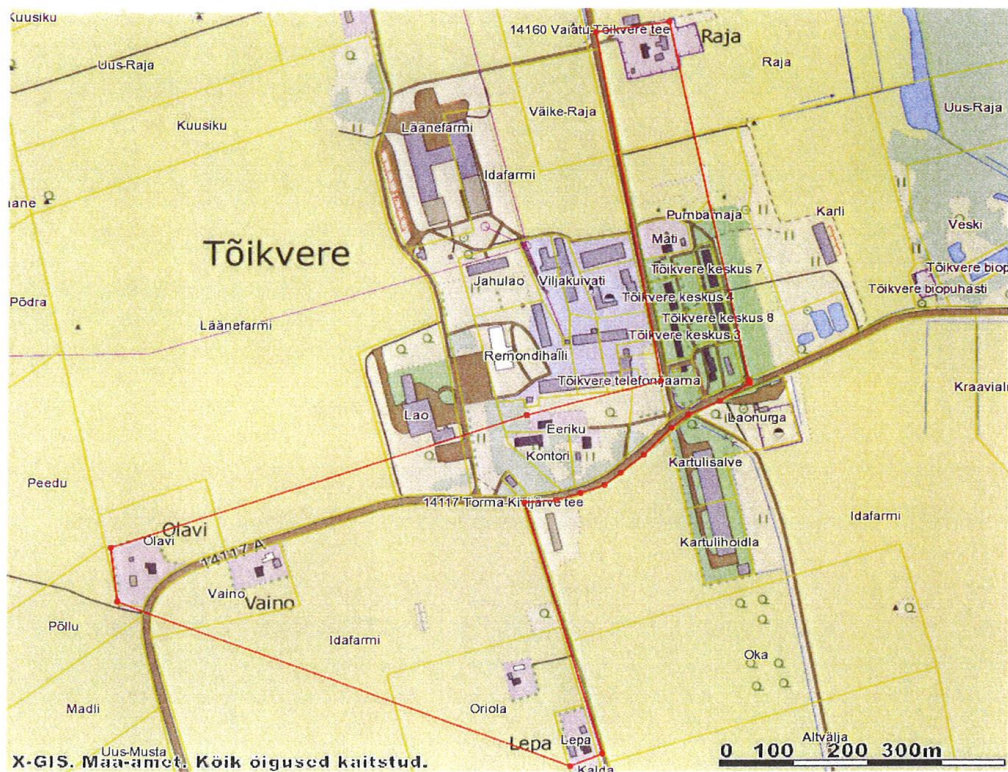 Kuusiku
14160 Vaiatu-Tõikvere tee
Raja
Uus-Raja
Raja
Väike-Raja
Uus-Raja
Kuusiku
Läänefarmi
Idafarmi
Pumbamaja
Karli
Veski
Mati
Tõikvere
Tõikvere keskus 7
Tõikvere biop
Jahulao
Viljakuivati
Tõikvere biopuhasti
Põdra
Tõikvere keskus 4
Läänefarmi
Tõikvere keskus 8
Tõikvere keskus 3
Remondihalli
Tõikvere telefonijaama
Kraavialu
Lao
Eeriku
Laonurga
Kontori
Kartulisalve
Peedu
14117 Torma-Kivijärve tee
Idafarmi
Olavi
Olavi
14117 A
Kartulihoidla
Vaino
Vaino
Põllu
Idafarmi
Oka
Madli
Oriola
Lepa
Lepa
Altvälja
Uus-Musta
Kalda
0 100 200 300m
X-GIS. Maa-amet. Kõik õigused kaitstud.